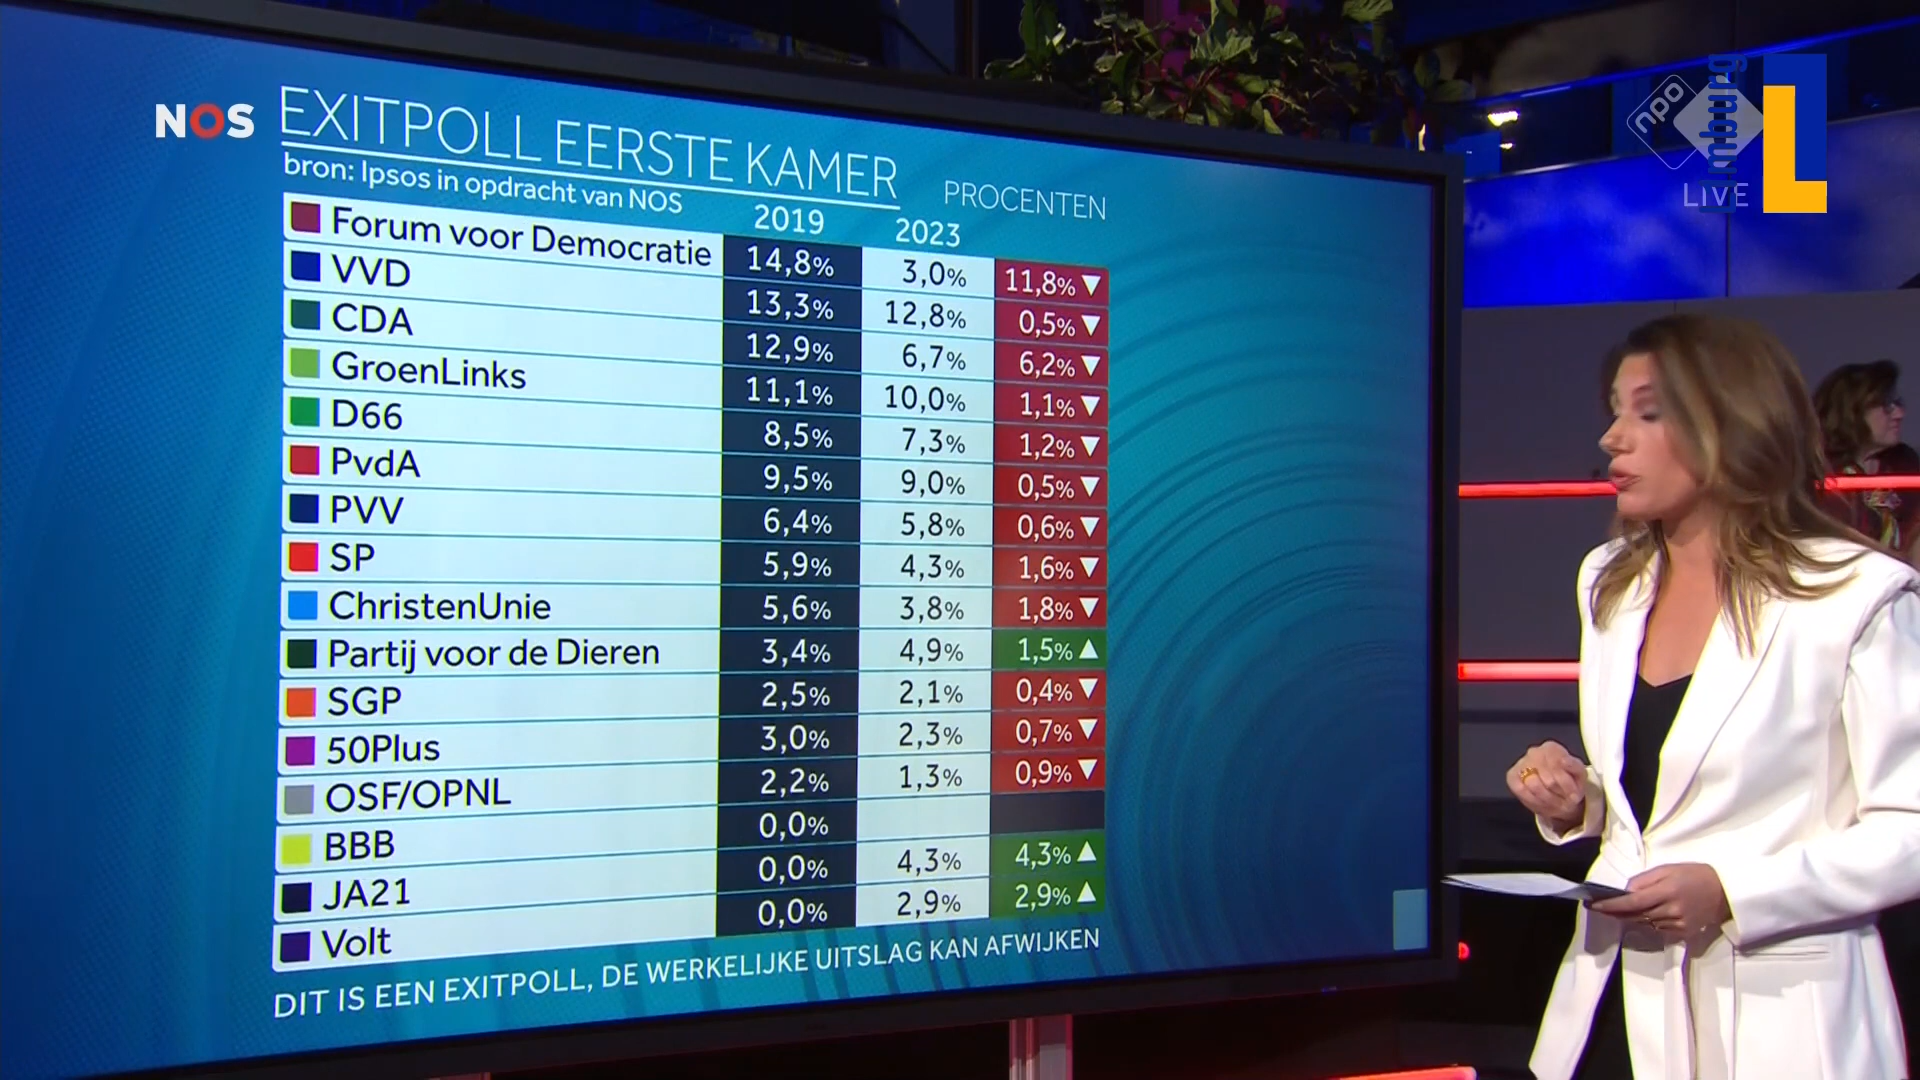 NOS
EXITPOLL EERSTE KAMER
bron: Ipsos in opdracht van NOS
PROCENTEN
2019 2023
Forum voor Democratie 14,8% 3,0% 11,8% ▼
VVD 13,3% 12,8% 0,5% ▼
CDA 12,9% 6,7% 6,2% ▼
GroenLinks 11,1% 10,0% 1,1% ▼
D66 8,5% 7,3% 1,2% ▼
PvdA 9,5% 9,0% 0,5% ▼
PVV 6,4% 5,8% 0,6% ▼
SP 5,9% 4,3% 1,6% ▼
ChristenUnie 5,6% 3,8% 1,8% ▼
Partij voor de Dieren 3,4% 4,9% 1,5% ▲
SGP 2,5% 2,1% 0,4% ▼
50Plus 3,0% 2,3% 0,7% ▼
OSF/OPNL 2,2% 1,3% 0,9% ▼
BBB 0,0%
JA21 0,0% 4,3% 4,3% ▲
Volt 0,0% 2,9% 2,9% ▲
DIT IS EEN EXITPOLL, DE WERKELIJKE UITSLAG KAN AFWIJKEN
npo
LIVE
L